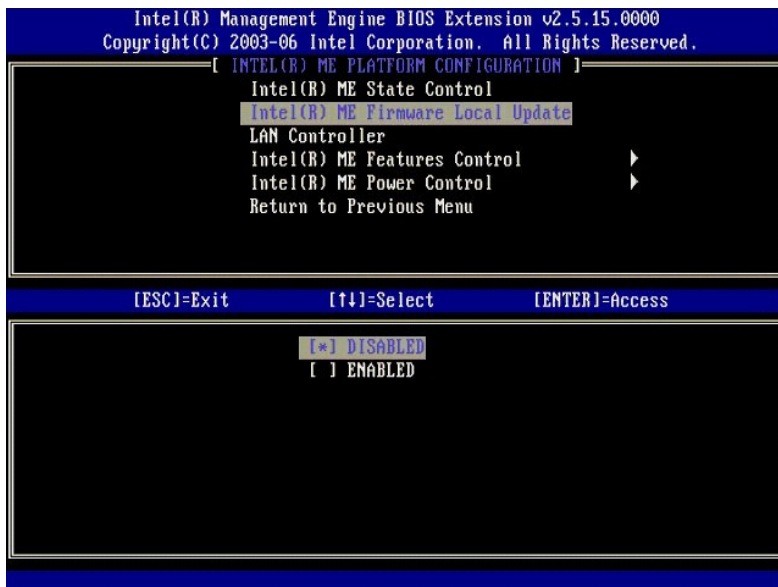 Intel(R) Management Engine BIOS Extension v2.5.15.0000
Copyright(C) 2003-06 Intel Corporation. All Rights Reserved.
[ INTEL(R) ME PLATFORM CONFIGURATION ]
Intel(R) ME State Control
Intel(R) ME Firmware Local Update
LAN Controller
Intel(R) ME Features Control ►
Intel(R) ME Power Control ►
Return to Previous Menu
[ESC]=Exit [↑↓]=Select [ENTER]=Access
[*] DISABLED
[ ] ENABLED